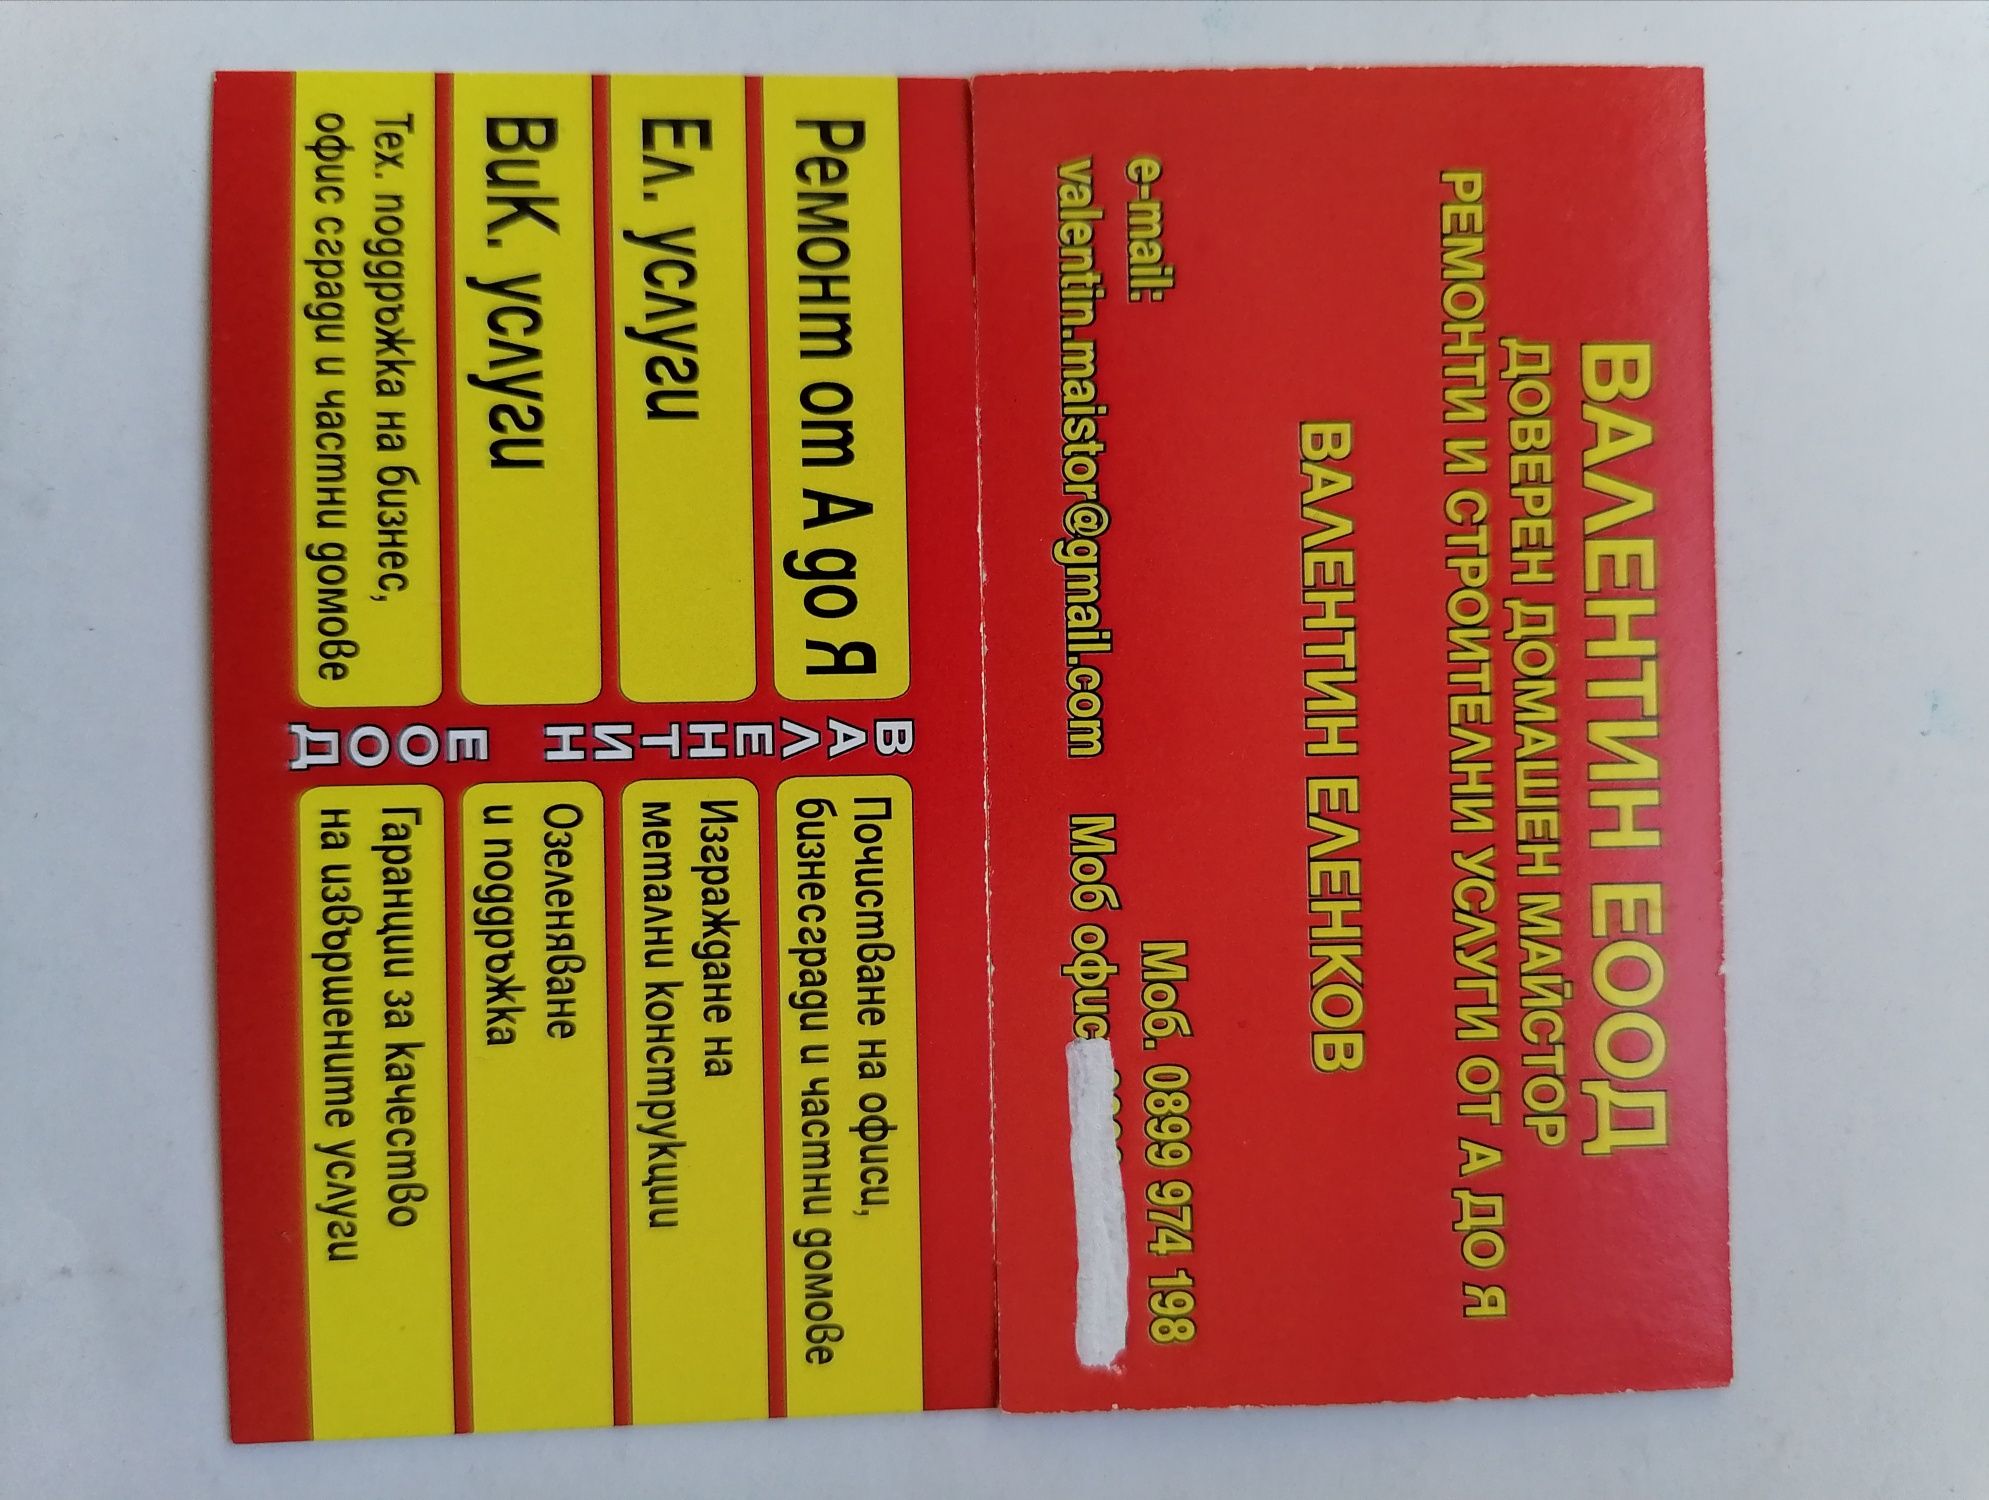 ВАЛЕНТИН ЕООД
ДОВЕРЕН ДОМАШЕН МАЙСТОР
РЕМОНТИ И СТРОИТЕЛНИ УСЛУГИ ОТ А ДО Я
ВАЛЕНТИН ЕЛЕНКОВ
e-mail:
valentin.maistor@gmail.com
Моб. 0899 974 198
Моб офис
Ремонт от А до Я
Ел. услуги
ВиК. услуги
Тех. поддръжка на бизнес,
офис сгради и частни домове
ВАЛЕНТИН ЕООД
Почистване на офиси,
бизнесгради и частни домове
Изграждане на
метални конструкции
Озеленяване
и поддръжка
Гаранции за качество
на извършените услуги